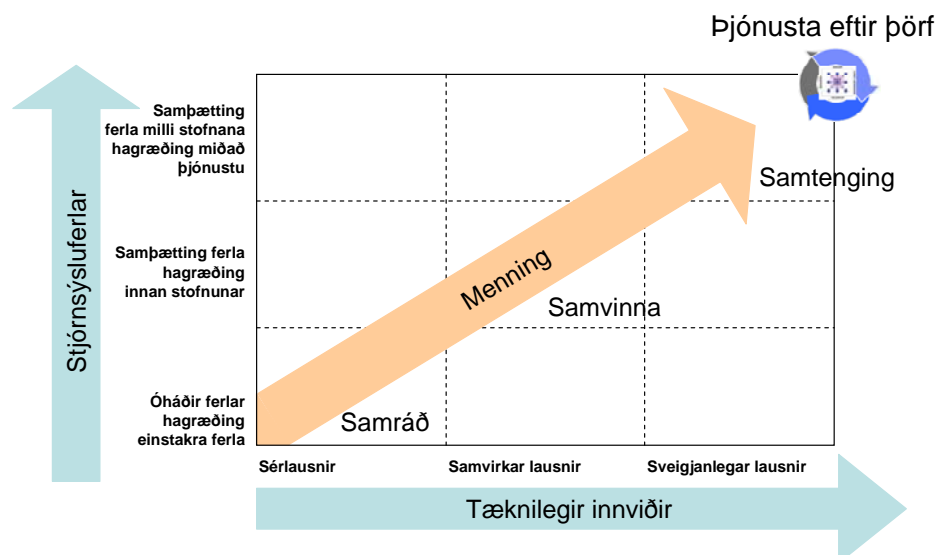 Þjónusta eftir þörf
Samþætting
ferla milli stofnana
hagræðing miðað
þjónustu
Samtenging
Stjórnsýsluferlar
Samþætting ferla
hagræðing
innan stofnunar
Menning
Samvinna
Óháðir ferlar
hagræðing
einstakra ferla
Samráð
Sérlausnir
Samvirkar lausnir
Sveigjanlegar lausnir
Tæknilegir innviðir